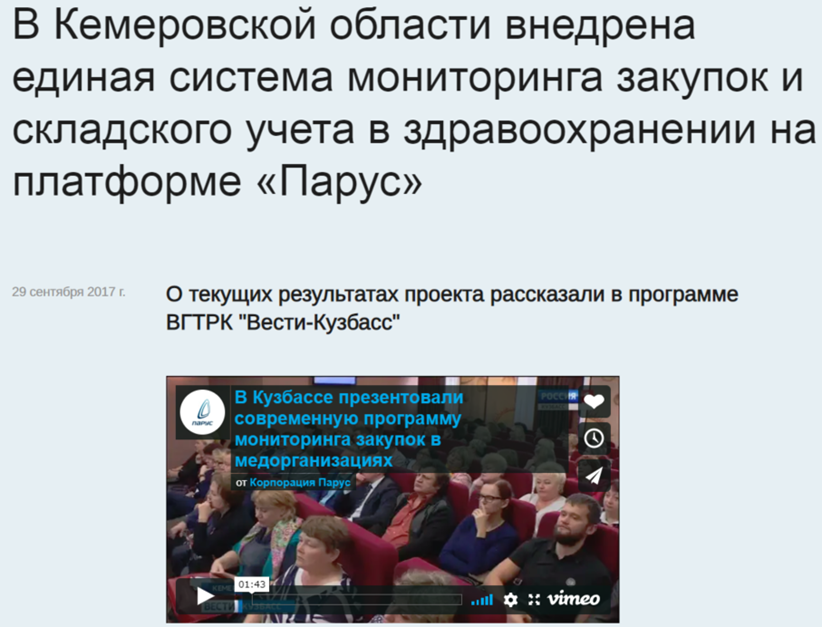 В Кемеровской области внедрена
единая система мониторинга закупок и
складского учета в здравоохранении на
платформе «Парус»
29 сентября 2017 г.
О текущих результатах проекта рассказали в программе
ВГТРК "Вести-Кузбасс"
ПАРУС
В Кузбассе презентовали
современную программу
мониторинга закупок в
медорганизациях
от Корпорация Парус
РОССИЯ
01:43
ВЕСТИ КУЗБАСС
vimeo